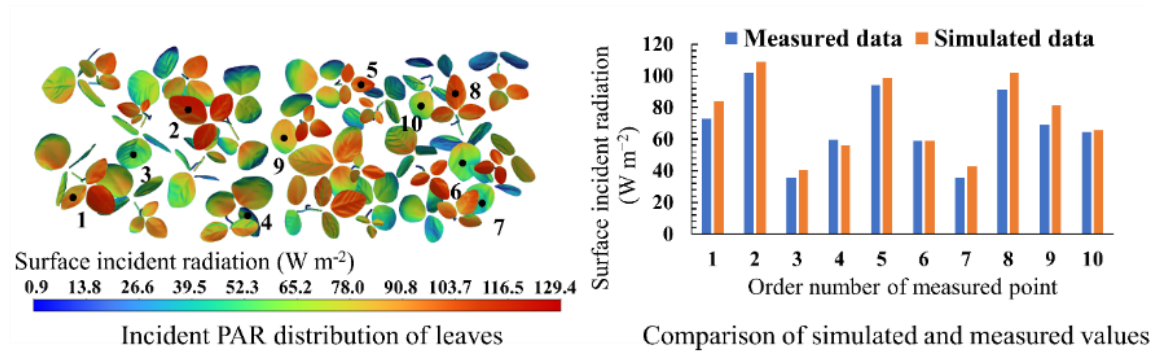 5
8
2
10
9
3
6
1
4
7
Surface incident radiation (W m-2)
0.9 13.8 26.6 39.5 52.3 65.2 78.0 90.8 103.7 116.5 129.4
Incident PAR distribution of leaves
Measured data Simulated data
Surface incident radiation
(W m-2)
120
100
80
60
40
20
0
1 2 3 4 5 6 7 8 9 10
Order number of measured point
Comparison of simulated and measured values